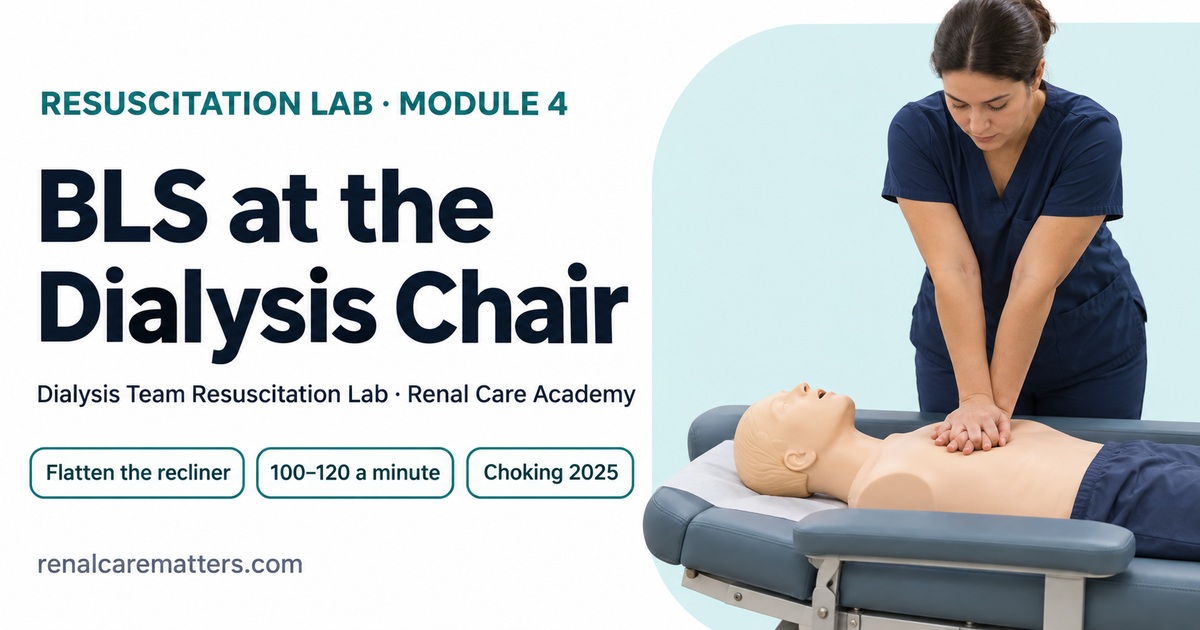 RESUSCITATION LAB · MODULE 4
BLS at the
Dialysis Chair
Dialysis Team Resuscitation Lab · Renal Care Academy
Flatten the recliner
100–120 a minute
Choking 2025
renalcarematters.com